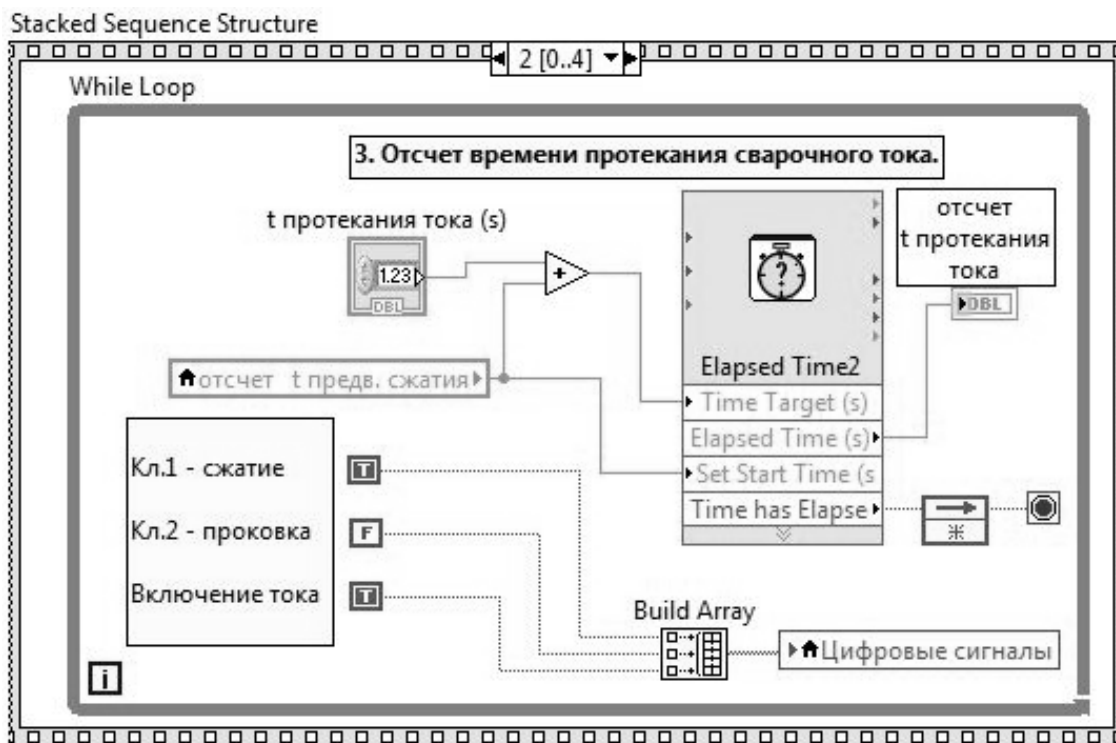 Stacked Sequence Structure
2 [0..4]
While Loop
3. Отсчет времени протекания сварочного тока.
t протекания тока (s)
1.23
DBL
отсчет
t протекания
тока
DBL
?
Elapsed Time2
отсчет t предв. сжатия
Time Target (s)
Elapsed Time (s)
Set Start Time (s
Time has Elapse
Кл.1 - сжатие
T
Кл.2 - проковка
F
Включение тока
T
Build Array
Цифровые сигналы
i